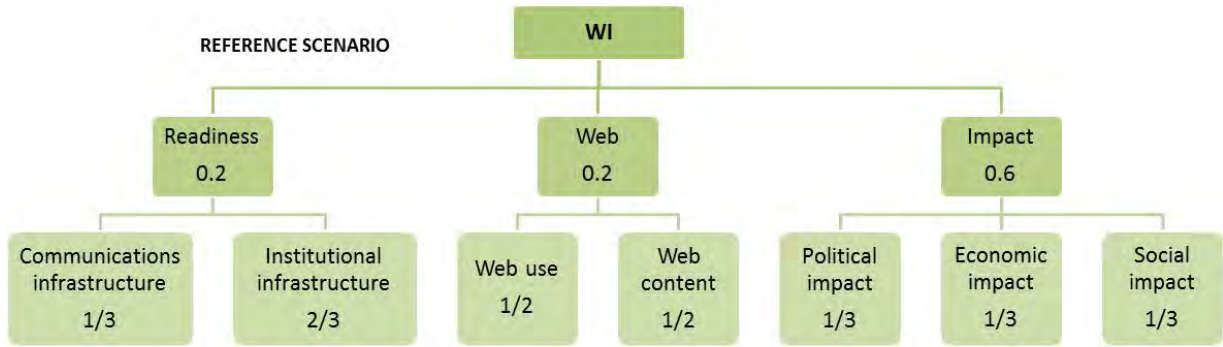 REFERENCE SCENARIO
WI
Readiness
0.2
Web
0.2
Impact
0.6
Communications
infrastructure
1/3
Institutional
infrastructure
2/3
Web use
1/2
Web
content
1/2
Political
impact
1/3
Economic
impact
1/3
Social
impact
1/3